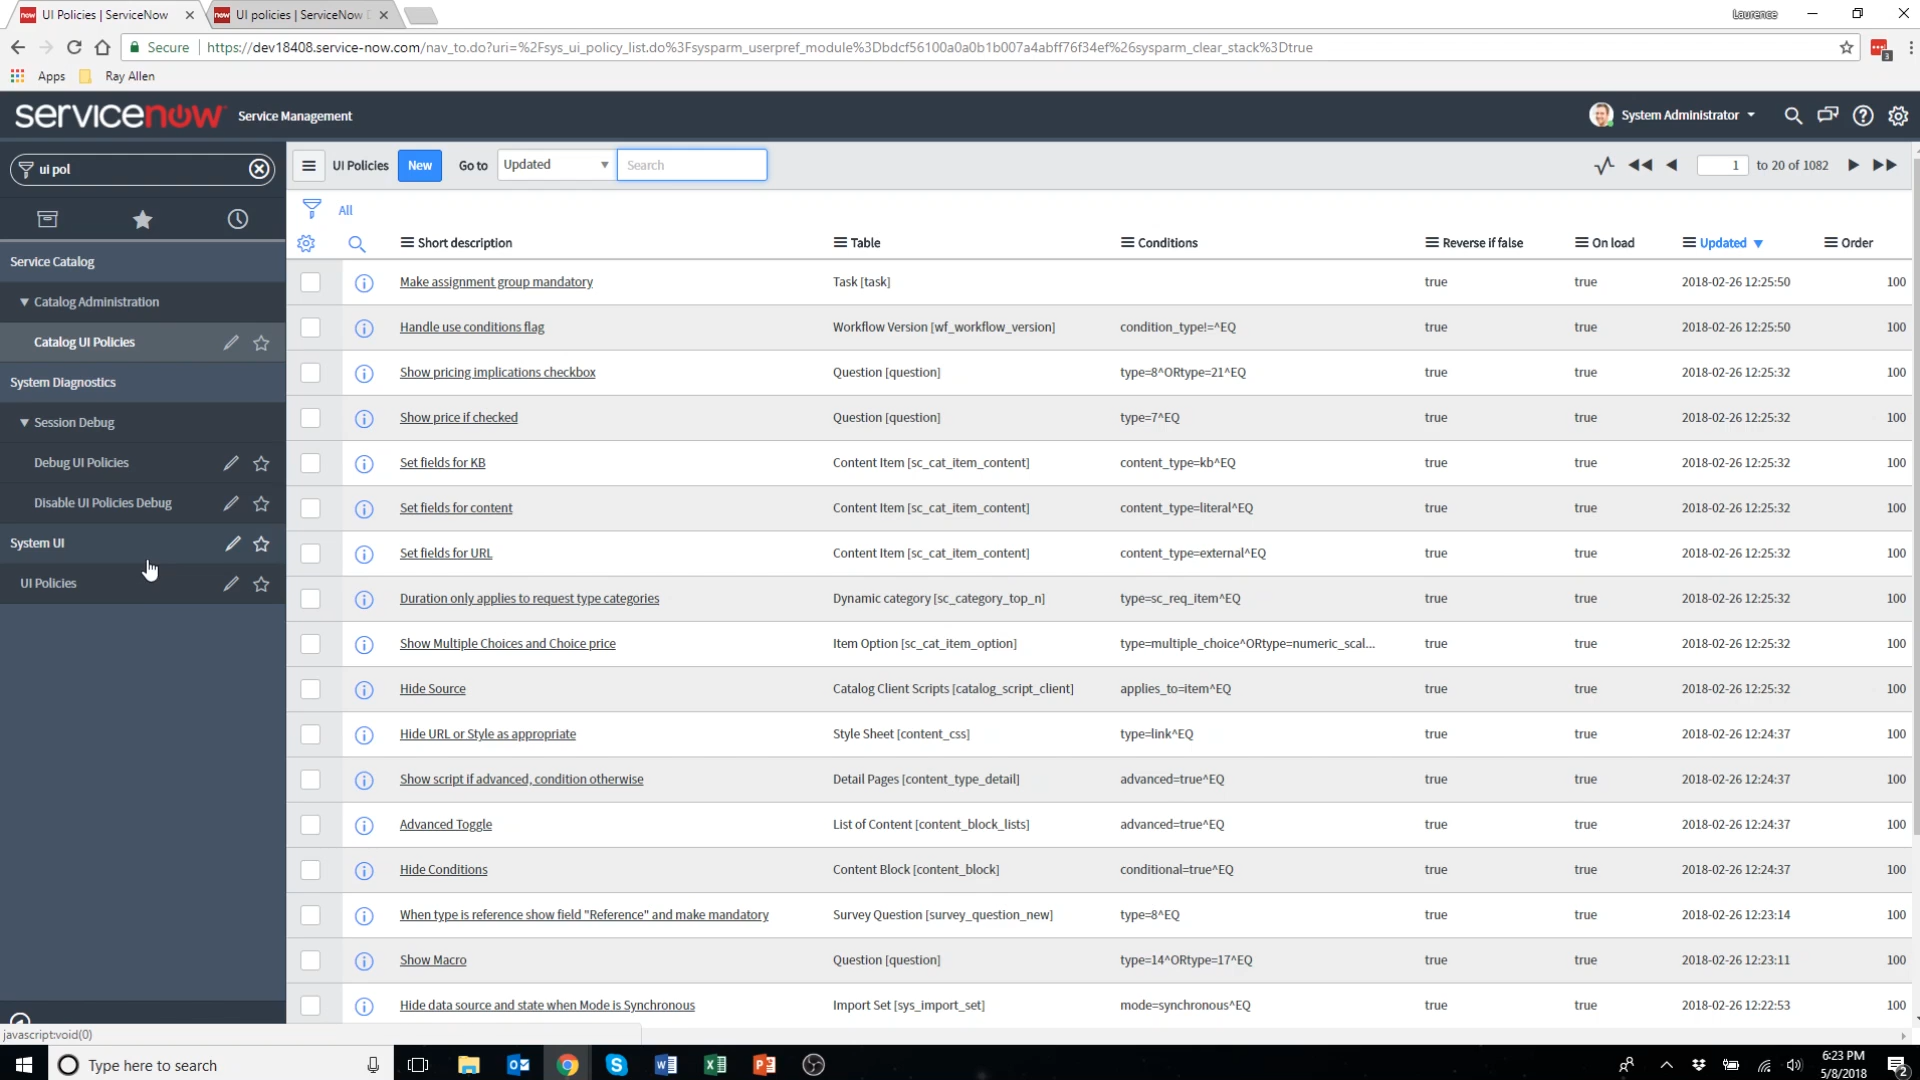 UI Policies | ServiceNow
UI policies | ServiceNow
Laurence
Secure
https://dev18408.service-now.com/nav_to.do?uri=%2Fsys_ui_policy_list.do%3Fsysparm_userpref_module%3Dbdcf56100a0a0b1b007a4abff76f34ef%26sysparm_clear_stack%3Dtrue
3
Apps
Ray Allen
servicenow
Service Management
System Administrator
ui pol
UI Policies
New
Go to
Updated
Search
1
to 20 of 1082
All
Short description
Table
Conditions
Reverse if false
On load
Updated
Order
Service Catalog
Catalog Administration
Catalog UI Policies
System Diagnostics
Session Debug
Debug UI Policies
Disable UI Policies Debug
System UI
UI Policies
Make assignment group mandatory Task [task] true true 2018-02-26 12:25:50 100
Handle use conditions flag Workflow Version [wf_workflow_version] condition_type!=^EQ true true 2018-02-26 12:25:50 100
Show pricing implications checkbox Question [question] type=8^ORtype=21^EQ true true 2018-02-26 12:25:32 100
Show price if checked Question [question] type=7^EQ true true 2018-02-26 12:25:32 100
Set fields for KB Content Item [sc_cat_item_content] content_type=kb^EQ true true 2018-02-26 12:25:32 100
Set fields for content Content Item [sc_cat_item_content] content_type=literal^EQ true true 2018-02-26 12:25:32 100
Set fields for URL Content Item [sc_cat_item_content] content_type=external^EQ true true 2018-02-26 12:25:32 100
Duration only applies to request type categories Dynamic category [sc_category_top_n] type=sc_req_item^EQ true true 2018-02-26 12:25:32 100
Show Multiple Choices and Choice price Item Option [sc_cat_item_option] type=multiple_choice^ORtype=numeric_scal... true true 2018-02-26 12:25:32 100
Hide Source Catalog Client Scripts [catalog_script_client] applies_to=item^EQ true true 2018-02-26 12:25:32 100
Hide URL or Style as appropriate Style Sheet [content_css] type=link^EQ true true 2018-02-26 12:24:37 100
Show script if advanced, condition otherwise Detail Pages [content_type_detail] advanced=true^EQ true true 2018-02-26 12:24:37 100
Advanced Toggle List of Content [content_block_lists] advanced=true^EQ true true 2018-02-26 12:24:37 100
Hide Conditions Content Block [content_block] conditional=true^EQ true true 2018-02-26 12:24:37 100
When type is reference show field "Reference" and make mandatory Survey Question [survey_question_new] type=8^EQ true true 2018-02-26 12:23:14 100
Show Macro Question [question] type=14^ORtype=17^EQ true true 2018-02-26 12:23:11 100
Hide data source and state when Mode is Synchronous Import Set [sys_import_set] mode=synchronous^EQ true true 2018-02-26 12:22:53 100
javascript:void(0)
Type here to search
6:23 PM
5/8/2018
2